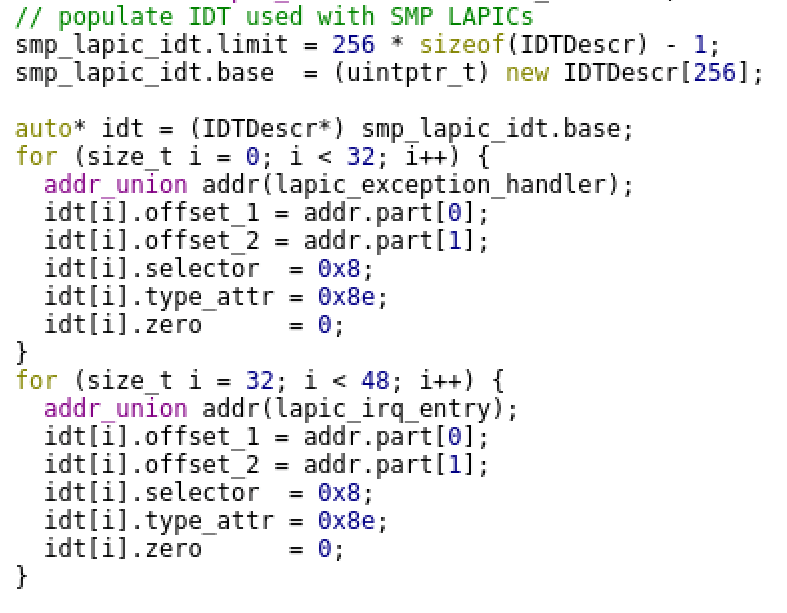 // populate IDT used with SMP LAPICs
smp_lapic_idt.limit = 256 * sizeof(IDTDescr) - 1;
smp_lapic_idt.base  = (uintptr_t) new IDTDescr[256];

auto* idt = (IDTDescr*) smp_lapic_idt.base;
for (size_t i = 0; i < 32; i++) {
  addr_union addr(lapic_exception_handler);
  idt[i].offset_1 = addr.part[0];
  idt[i].offset_2 = addr.part[1];
  idt[i].selector  = 0x8;
  idt[i].type_attr = 0x8e;
  idt[i].zero      = 0;
}
for (size_t i = 32; i < 48; i++) {
  addr_union addr(lapic_irq_entry);
  idt[i].offset_1 = addr.part[0];
  idt[i].offset_2 = addr.part[1];
  idt[i].selector  = 0x8;
  idt[i].type_attr = 0x8e;
  idt[i].zero      = 0;
}